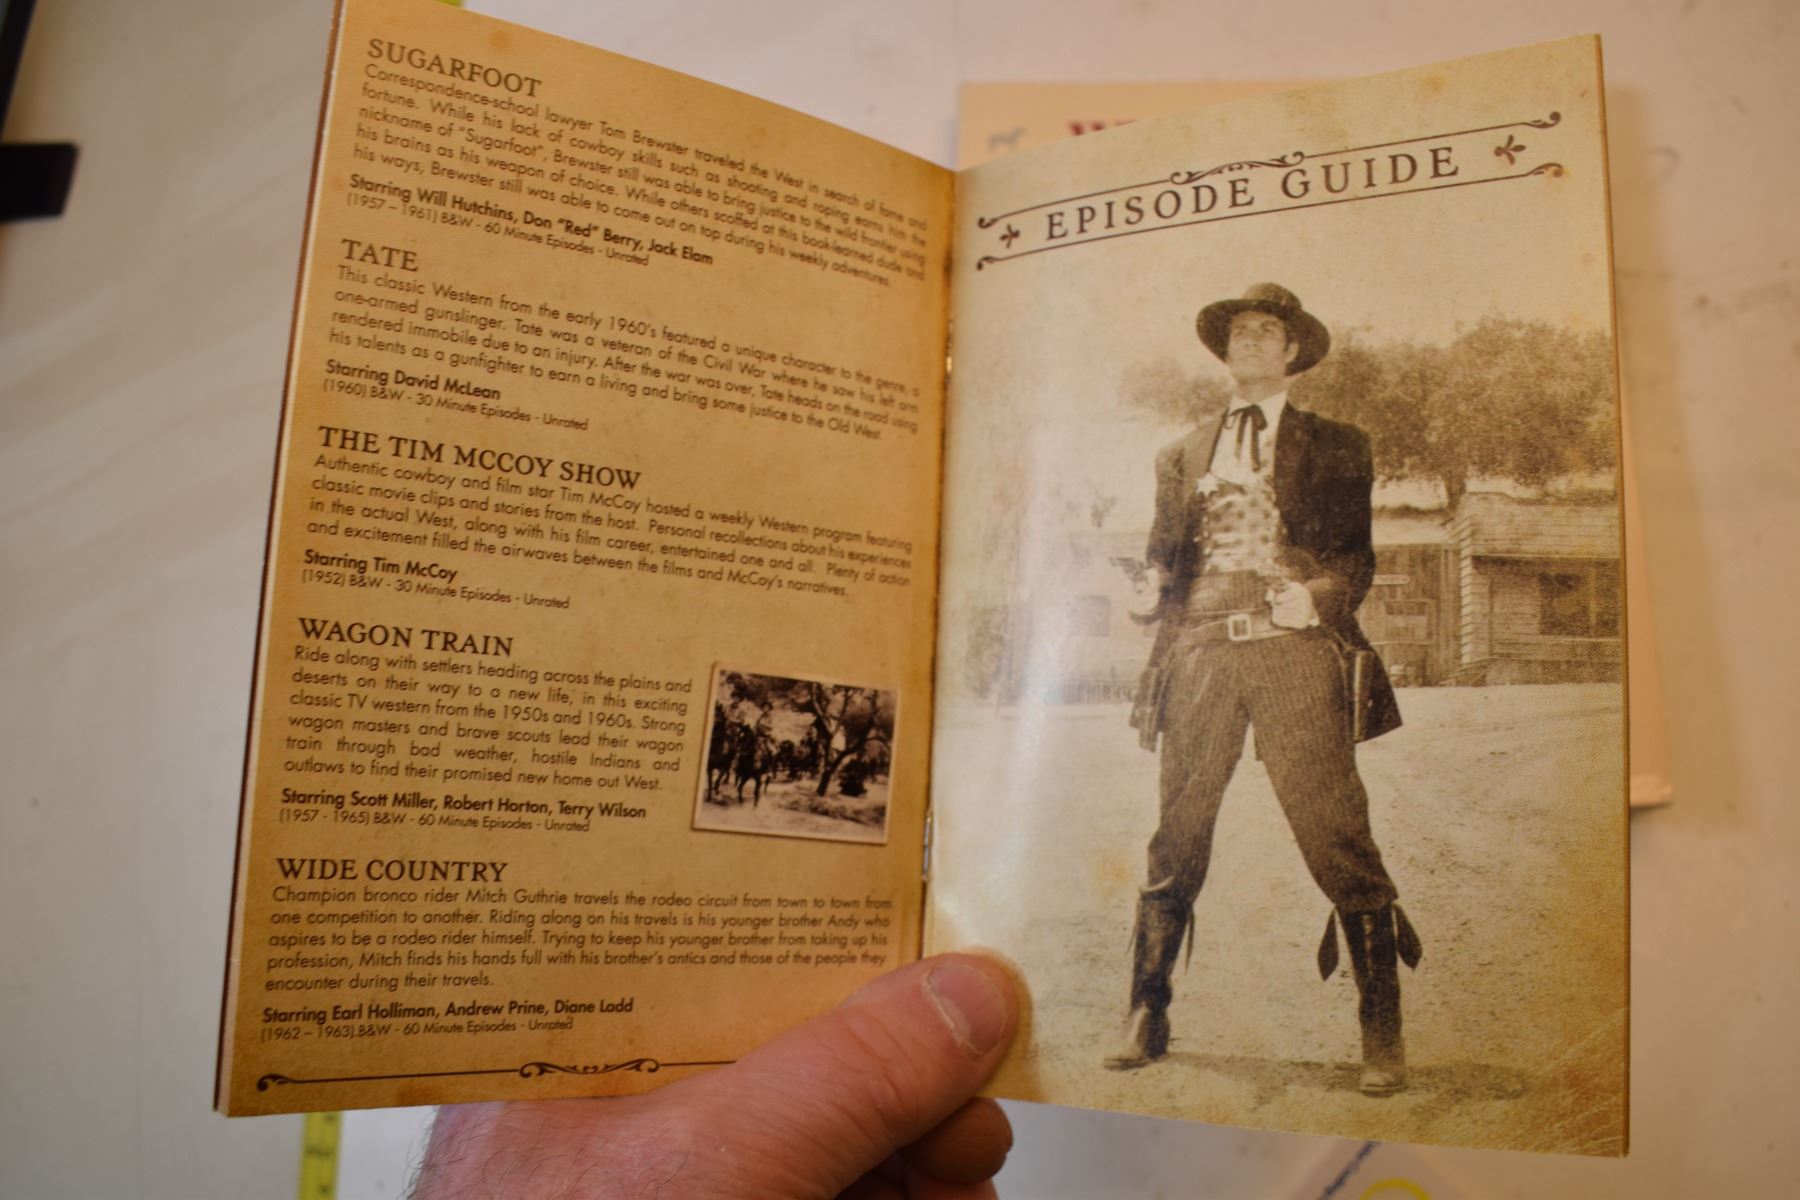 SUGARFOOT
Correspondence-school lawyer Tom Brewster traveled the West in search of fame and
fortune. While his lack of cowboy skills such as shooting and roping earns him the
nickname of "Sugarfoot", Brewster still was able to bring justice to the wild frontier using
his brains as his weapon of choice. While others scoffed at this book-learned dude and
his ways, Brewster still was able to come out on top during his weekly adventures.
Starring Will Hutchins, Don "Red" Berry, Jack Elam
(1957 – 1961) B&W - 60 Minute Episodes - Unrated
TATE
This classic Western from the early 1960's featured a unique character to the genre, a
one-armed gunslinger. Tate was a veteran of the Civil War where he saw his left arm
rendered immobile due to an injury. After the war was over, Tate heads on the road using
his talents as a gunfighter to earn a living and bring some justice to the Old West.
Starring David McLean
(1960) B&W - 30 Minute Episodes - Unrated
THE TIM MCCOY SHOW
Authentic cowboy and film star Tim McCoy hosted a weekly Western program featuring
classic movie clips and stories from the host. Personal recollections about his experiences
in the actual West, along with his film career, entertained one and all. Plenty of action
and excitement filled the airwaves between the films and McCoy's narratives.
Starring Tim McCoy
(1952) B&W - 30 Minute Episodes - Unrated
WAGON TRAIN
Ride along with settlers heading across the plains and
deserts on their way to a new life, in this exciting
classic TV western from the 1950s and 1960s. Strong
wagon masters and brave scouts lead their wagon
train through bad weather, hostile Indians and
outlaws to find their promised new home out West.
Starring Scott Miller, Robert Horton, Terry Wilson
(1957 - 1965) B&W - 60 Minute Episodes - Unrated
WIDE COUNTRY
Champion bronco rider Mitch Guthrie travels the rodeo circuit from town to town from
one competition to another. Riding along on his travels is his younger brother Andy who
aspires to be a rodeo rider himself. Trying to keep his younger brother from taking up his
profession, Mitch finds his hands full with his brother's antics and those of the people they
encounter during their travels.
Starring Earl Holliman, Andrew Prine, Diane Ladd
(1962 – 1963) B&W - 60 Minute Episodes - Unrated
EPISODE GUIDE